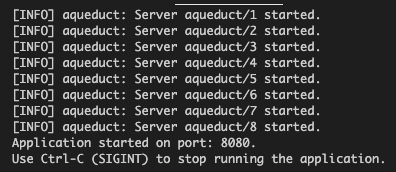 [INFO] aqueduct: Server aqueduct/1 started.
[INFO] aqueduct: Server aqueduct/2 started.
[INFO] aqueduct: Server aqueduct/3 started.
[INFO] aqueduct: Server aqueduct/4 started.
[INFO] aqueduct: Server aqueduct/5 started.
[INFO] aqueduct: Server aqueduct/6 started.
[INFO] aqueduct: Server aqueduct/7 started.
[INFO] aqueduct: Server aqueduct/8 started.
Application started on port: 8080.
Use Ctrl-C (SIGINT) to stop running the application.